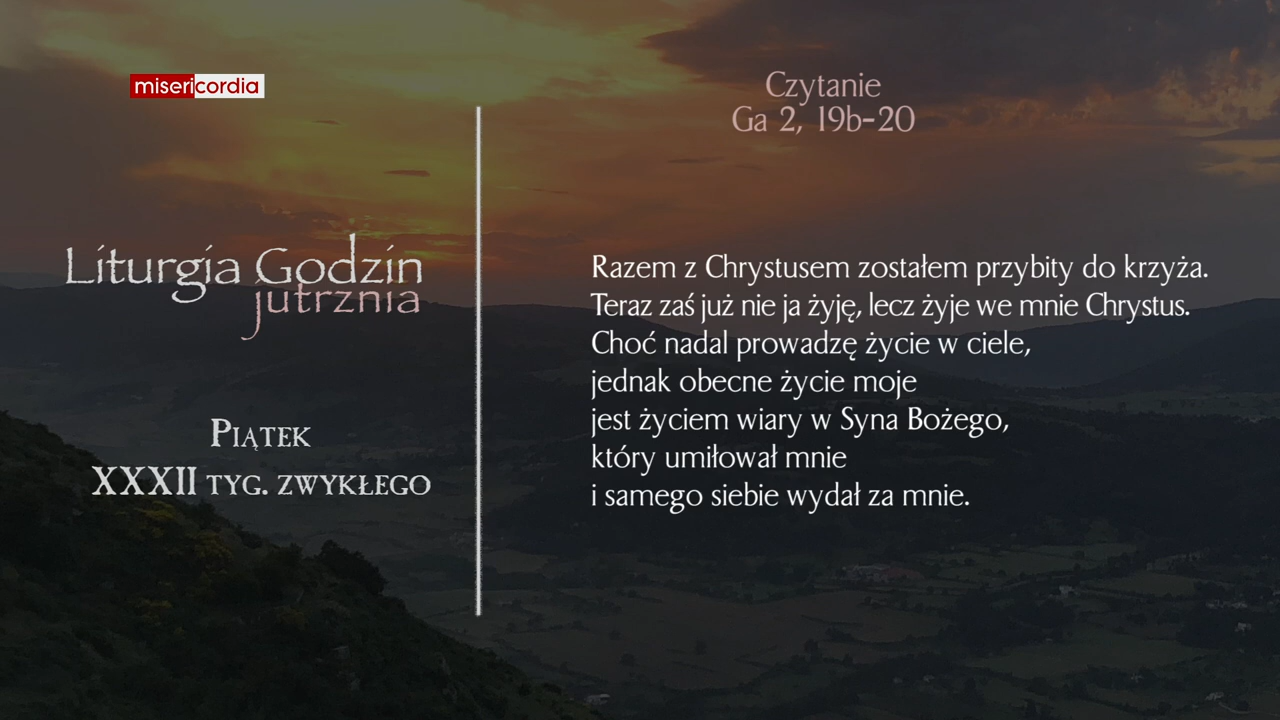 misericordia
Liturgia Godzin
jutrznia
Piątek
XXXII tyg. zwykłego
Czytanie
Ga 2, 19b-20
Razem z Chrystusem zostałem przybity do krzyża.
Teraz zaś już nie ja żyję, lecz żyje we mnie Chrystus.
Choć nadal prowadzę życie w ciele,
jednak obecne życie moje
jest życiem wiary w Syna Bożego,
który umiłował mnie
i samego siebie wydał za mnie.